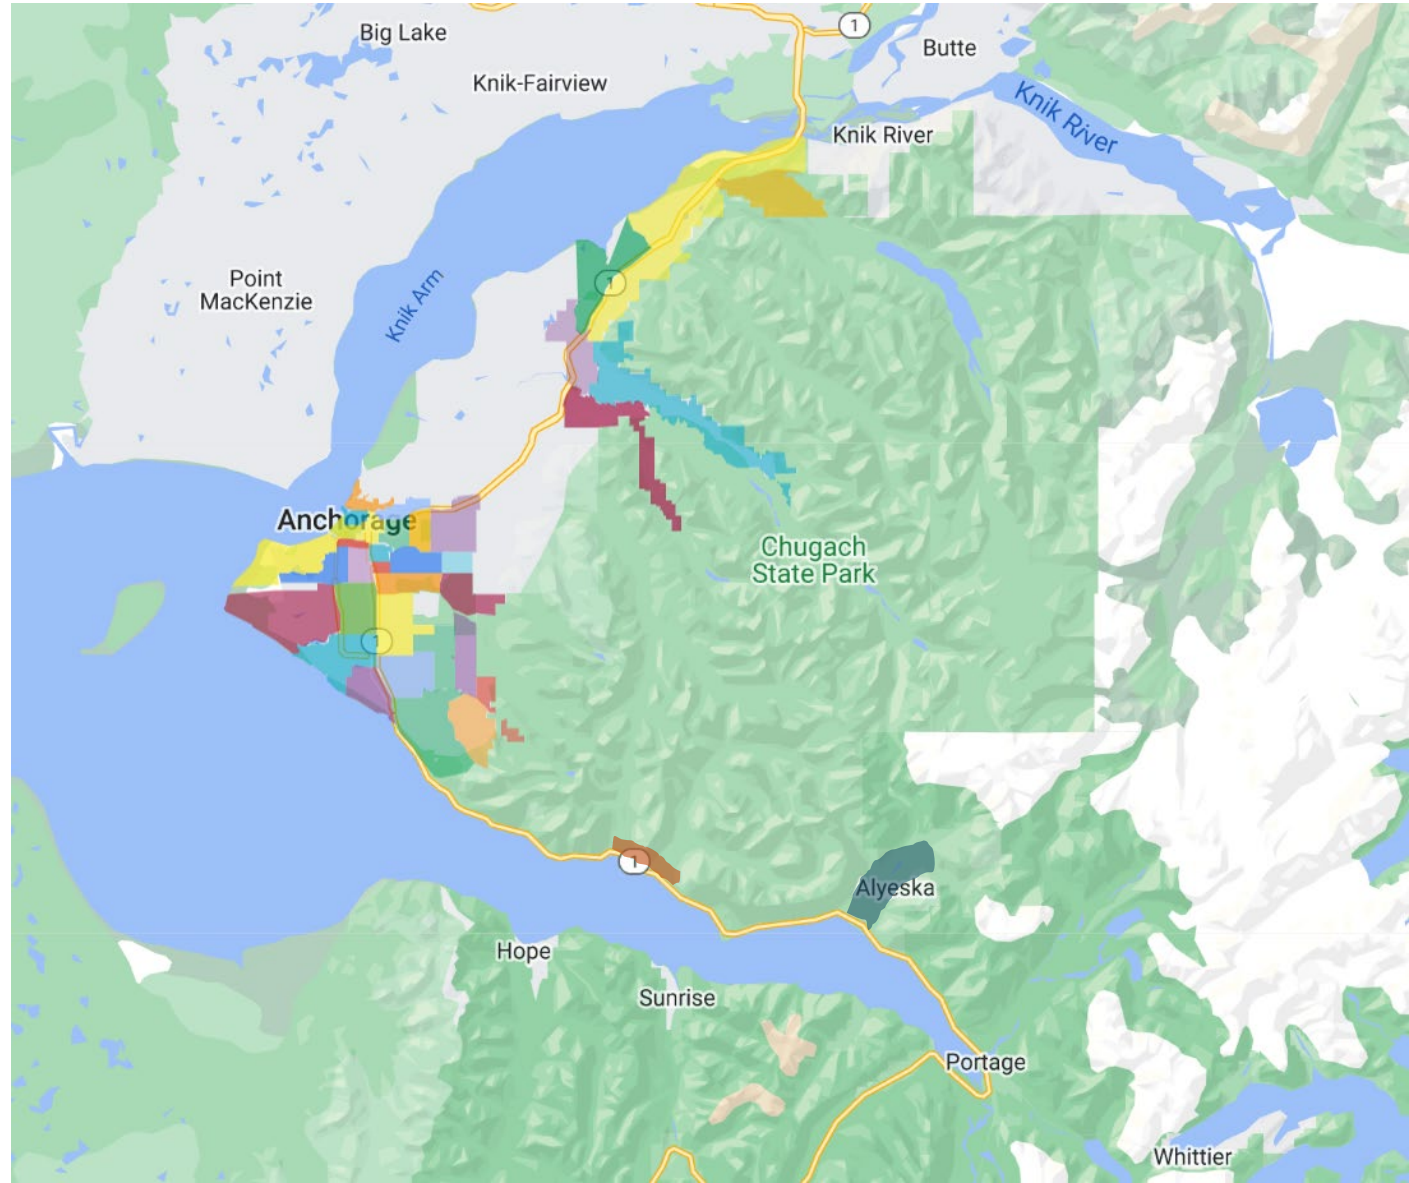 1
Big Lake
Butte
Knik-Fairview
Knik River
Knik River
Point
MacKenzie
Knik Arm
1
Anchorage
Chugach
State Park
1
1
Alyeska
Hope
Sunrise
Portage
Whittier